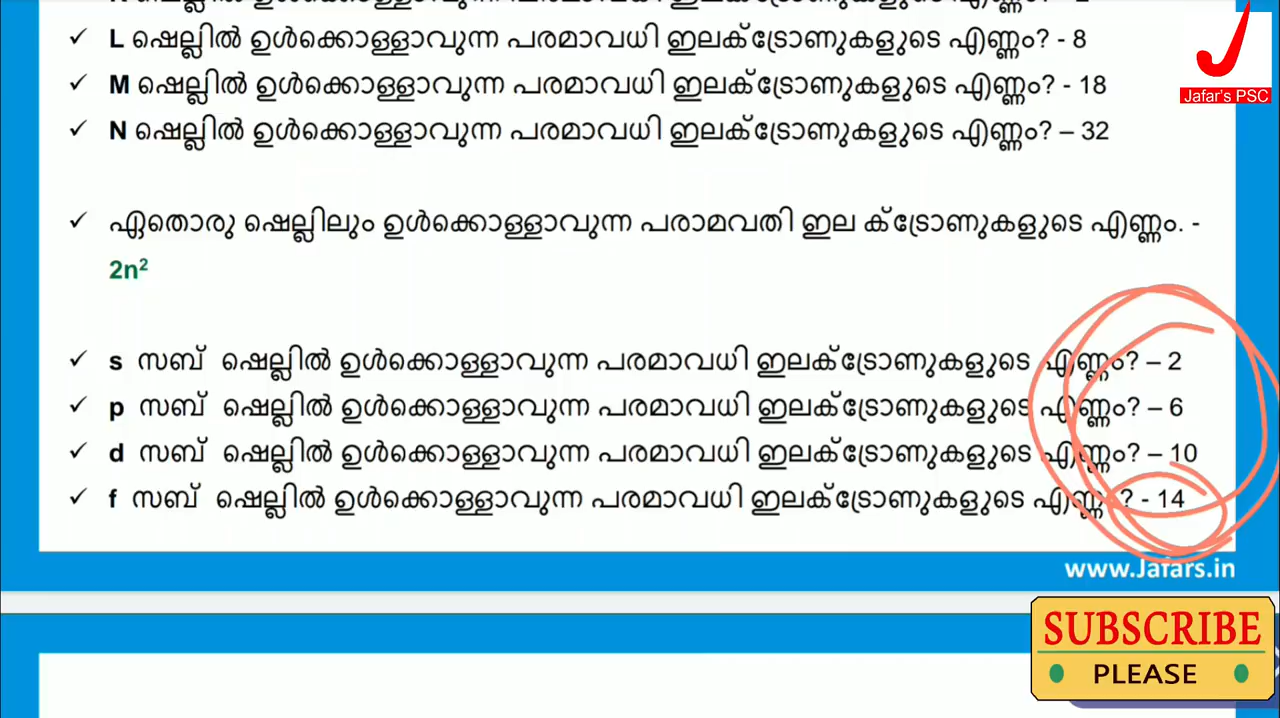 ✓ L ഷെല്ലിൽ ഉൾക്കൊള്ളാവുന്ന പരമാവധി ഇലക്ട്രോണുകളുടെ എണ്ണം? - 8
✓ M ഷെല്ലിൽ ഉൾക്കൊള്ളാവുന്ന പരമാവധി ഇലക്ട്രോണുകളുടെ എണ്ണം? - 18
Jafar's PSC
✓ N ഷെല്ലിൽ ഉൾക്കൊള്ളാവുന്ന പരമാവധി ഇലക്ട്രോണുകളുടെ എണ്ണം? – 32
✓ ഏതൊരു ഷെല്ലിലും ഉൾക്കൊള്ളാവുന്ന പരാമവതി ഇല ക്ട്രോണുകളുടെ എണ്ണം. -
2n²
✓ s സബ് ഷെല്ലിൽ ഉൾക്കൊള്ളാവുന്ന പരമാവധി ഇലക്ട്രോണുകളുടെ എണ്ണം? – 2
✓ p സബ് ഷെല്ലിൽ ഉൾക്കൊള്ളാവുന്ന പരമാവധി ഇലക്ട്രോണുകളുടെ എണ്ണം? – 6
✓ d സബ് ഷെല്ലിൽ ഉൾക്കൊള്ളാവുന്ന പരമാവധി ഇലക്ട്രോണുകളുടെ എണ്ണം? – 10
✓ f സബ് ഷെല്ലിൽ ഉൾക്കൊള്ളാവുന്ന പരമാവധി ഇലക്ട്രോണുകളുടെ എണ്ണം? - 14
www.Jafars.in
SUBSCRIBE
PLEASE